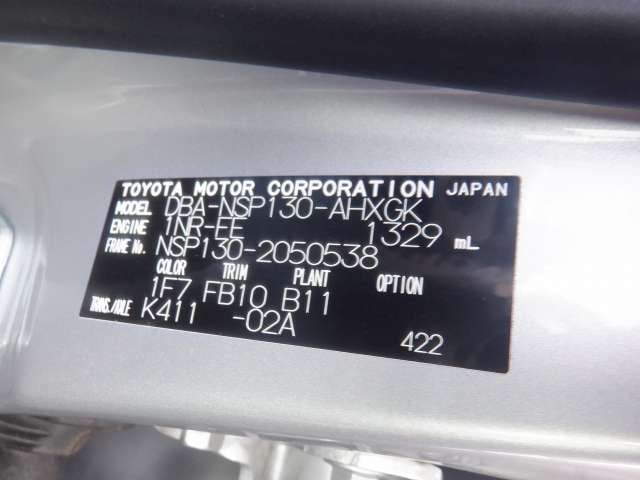 TOYOTA MOTOR CORPORATION JAPAN
MODEL DBA-NSP130-AHXGK
ENGINE 1NR-FE 1329 mL
FRAME No. NSP130-2050538
COLOR TRIM PLANT OPTION
1F7 FB10 B11
TRANS./AXLE K411 -02A
422